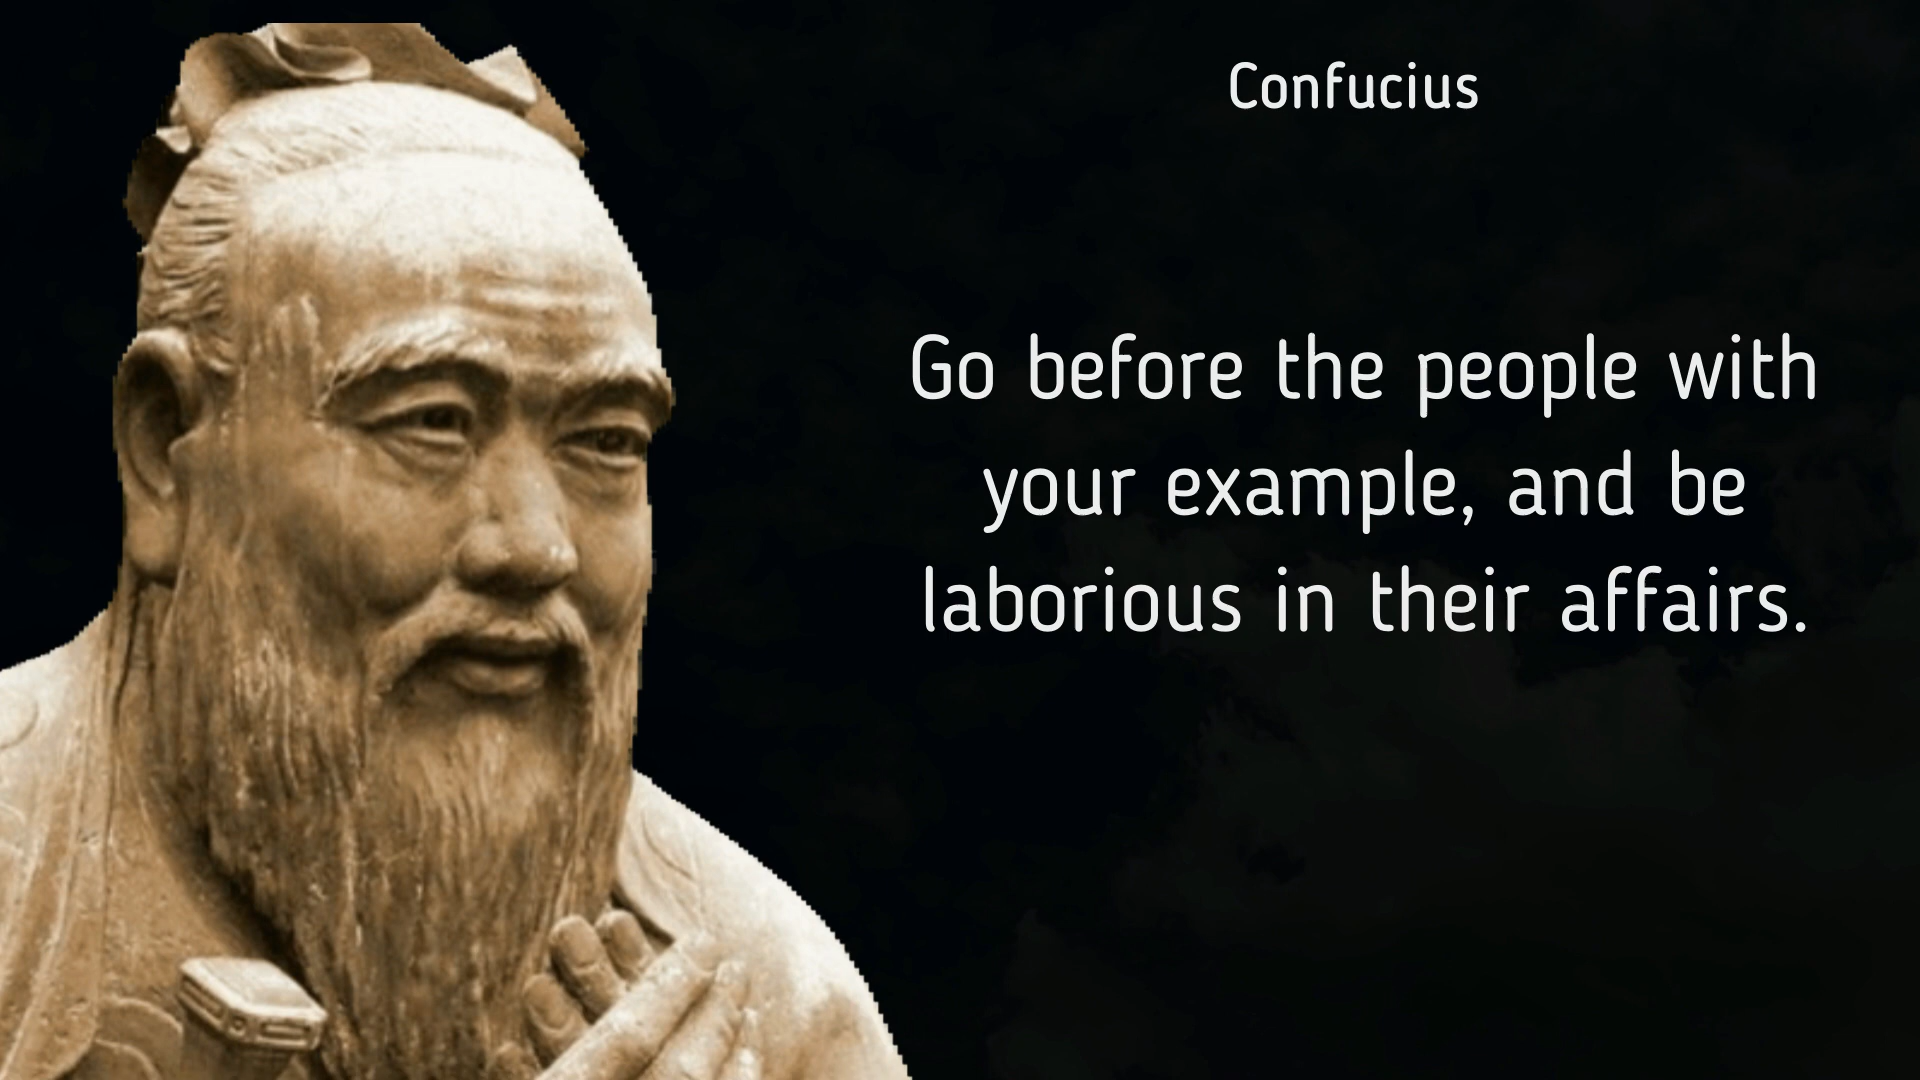 Confucius
Go before the people with
your example, and be
laborious in their affairs.